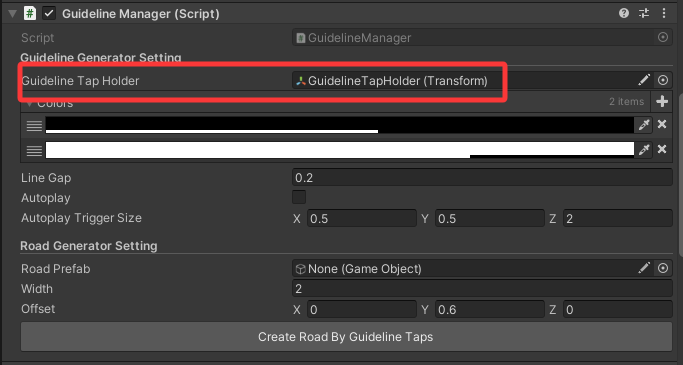 Guideline Manager (Script)
Script GuidelineManager
Guideline Generator Setting
Guideline Tap Holder GuidelineTapHolder (Transform)
Colors 2 items
Line Gap 0.2
Autoplay
Autoplay Trigger Size X 0.5 Y 0.5 Z 2
Road Generator Setting
Road Prefab None (Game Object)
Width 2
Offset X 0 Y 0.6 Z 0
Create Road By Guideline Taps